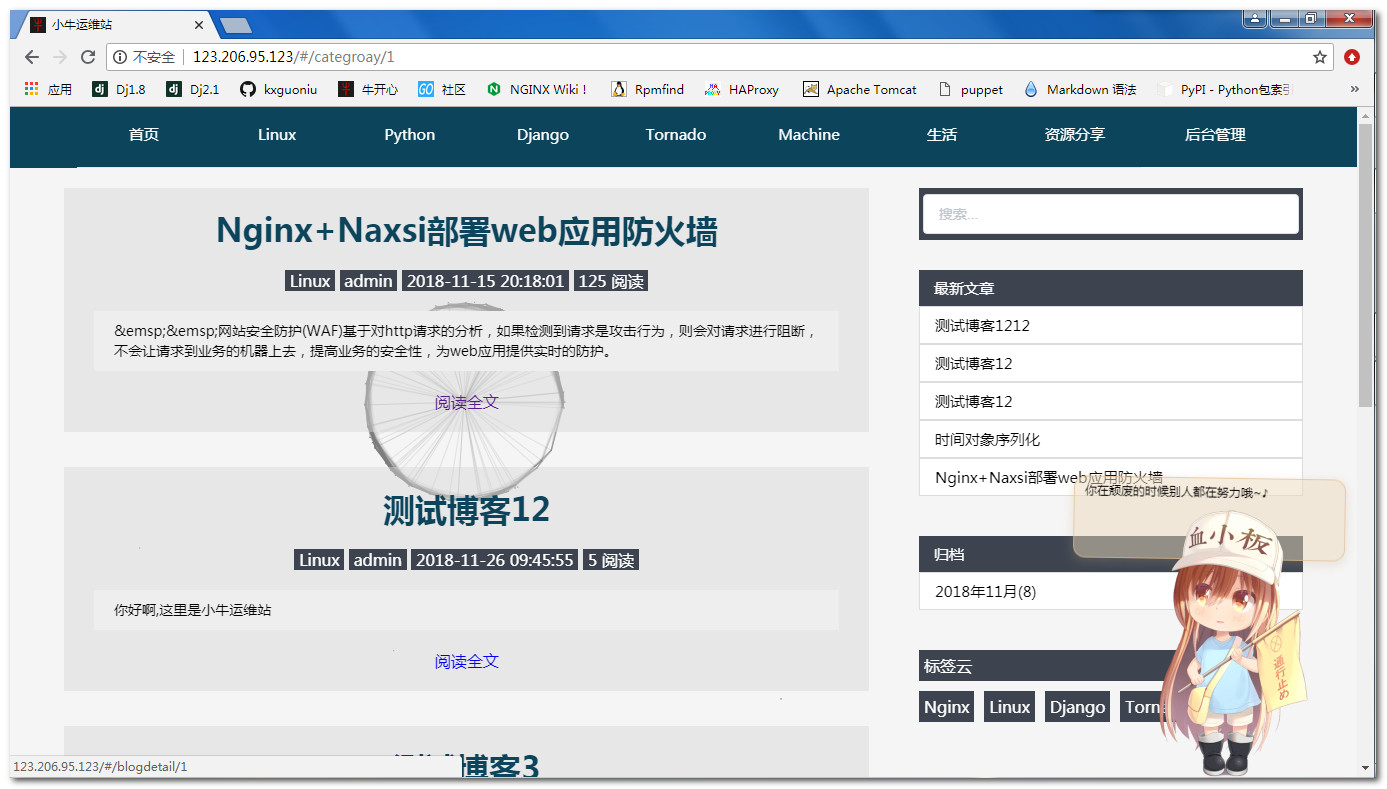 小牛运维站
不安全 123.206.95.123/#/categroay/1
应用 Dj1.8 Dj2.1 kxguoniu 牛开心 GO 社区 NGINX Wiki！ Rpmfind HAProxy Apache Tomcat puppet Markdown 语法 PyPI - Python包索引 »
首页 Linux Python Django Tornado Machine 生活 资源分享 后台管理
Nginx+Naxsi部署web应用防火墙
Linux admin 2018-11-15 20:18:01 125 阅读
&emsp;&emsp;网站安全防护(WAF)基于对http请求的分析，如果检测到请求是攻击行为，则会对请求进行阻断，
不会让请求到业务的机器上去，提高业务的安全性，为web应用提供实时的防护。
阅读全文
测试博客12
Linux admin 2018-11-26 09:45:55 5 阅读
你好啊,这里是小牛运维站
阅读全文
博客3
123.206.95.123/#/blogdetail/1
搜索...
最新文章
测试博客1212
测试博客12
测试博客12
时间对象序列化
Nginx+Naxsi部署web应用防火墙
你在颓废的时候别人都在努力哦~♪
血小板
归档
2018年11月(8)
标签云
Nginx Linux Django
通行止め